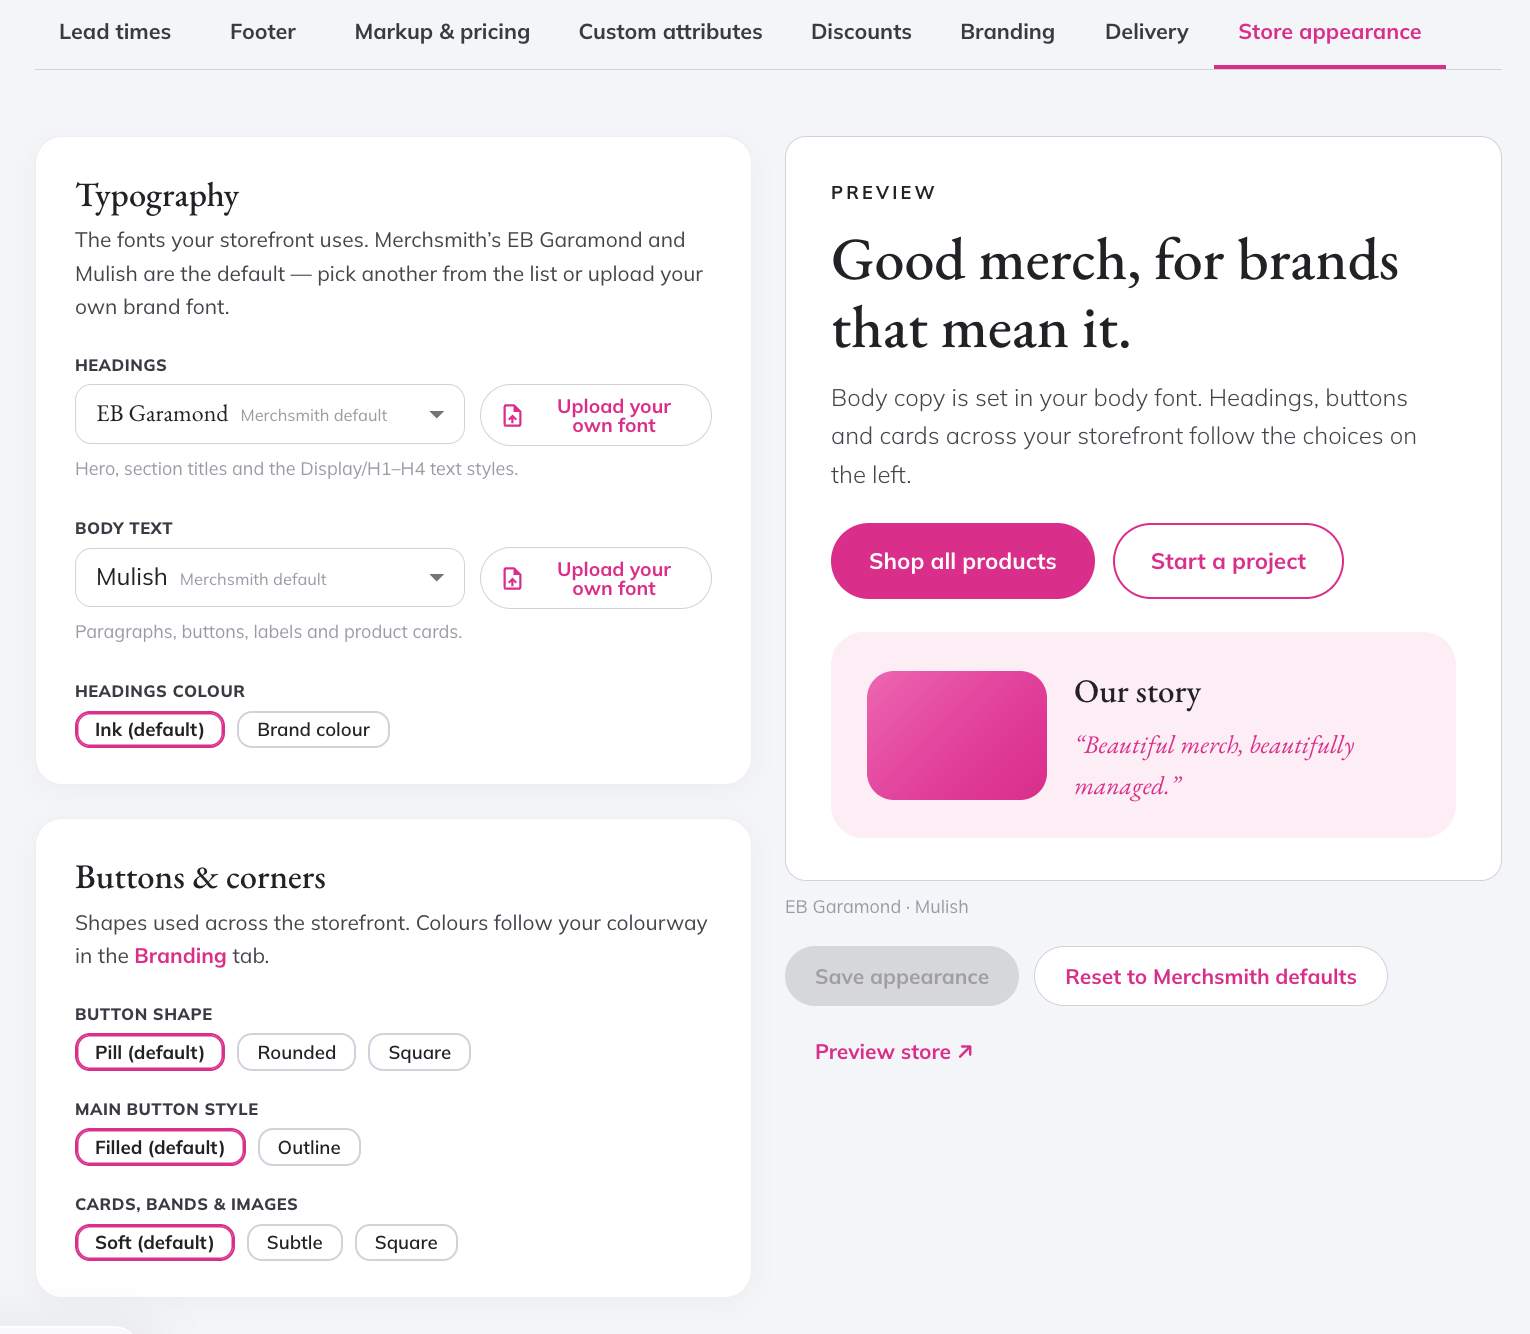 Lead times Footer Markup & pricing Custom attributes Discounts Branding Delivery Store appearance
Typography
The fonts your storefront uses. Merchsmith’s EB Garamond and
Mulish are the default — pick another from the list or upload your
own brand font.
HEADINGS
EB Garamond Merchsmith default
Upload your
own font
Hero, section titles and the Display/H1–H4 text styles.
BODY TEXT
Mulish Merchsmith default
Upload your
own font
Paragraphs, buttons, labels and product cards.
HEADINGS COLOUR
Ink (default) Brand colour
Buttons & corners
Shapes used across the storefront. Colours follow your colourway
in the Branding tab.
BUTTON SHAPE
Pill (default) Rounded Square
MAIN BUTTON STYLE
Filled (default) Outline
CARDS, BANDS & IMAGES
Soft (default) Subtle Square
PREVIEW
Good merch, for brands
that mean it.
Body copy is set in your body font. Headings, buttons
and cards across your storefront follow the choices on
the left.
Shop all products Start a project
Our story
“Beautiful merch, beautifully
managed.”
EB Garamond · Mulish
Save appearance Reset to Merchsmith defaults
Preview store